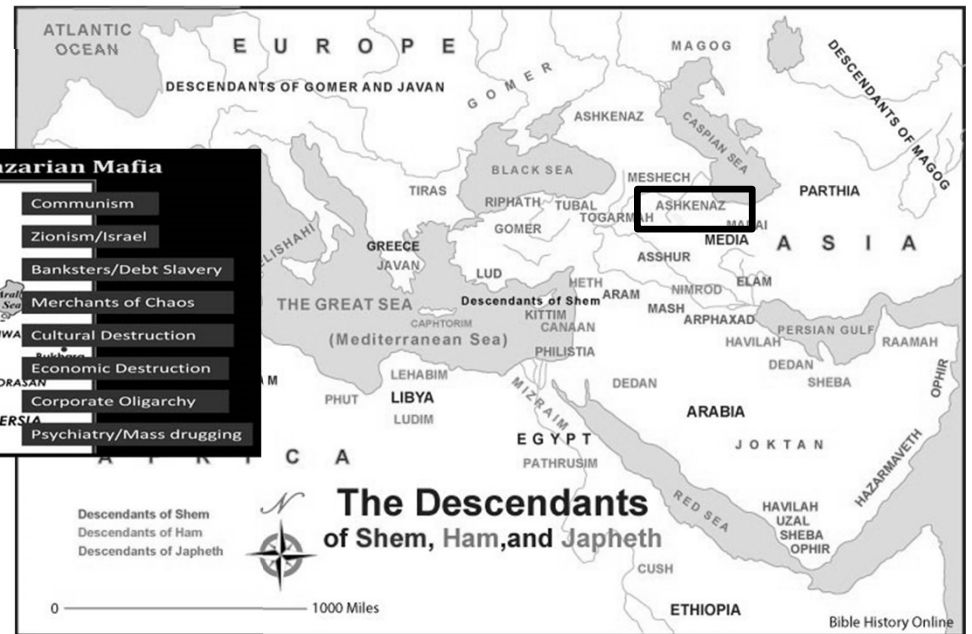 ATLANTIC
OCEAN
EUROPE
DESCENDANTS OF GOMER AND JAVAN
GOMER
MAGOG
DESCENDANTS OF MAGOG
ASHKENAZ
CASPIAN SEA
BLACK SEA
MESHECH
TIRAS
RIPHATH
TUBAL
TOGARMAH
ASHKENAZ
PARTHIA
GOMER
MEDIA
ASIA
GREECE
JAVAN
LUD
ASSHUR
HETH
ARAM
NIMROD
ELAM
MASH
ARPHAXAD
THE GREAT SEA
(Mediterranean Sea)
Descendants of Shem
KITTIM
CAPHTORIM
CANAAN
PHILISTIA
PERSIAN GULF
HAVILAH
RAAMAH
DEDAN
SHEBA
OPHIR
LEHABIM
PHUT
LIBYA
LUDIM
MIZRAIM
DEDAN
ARABIA
EGYPT
PATHRUSIM
JOKTAN
HAZARMAVETH
AFRICA
RED SEA
HAVILAH
UZAL
SHEBA
OPHIR
CUSH
ETHIOPIA
azarian Mafia
Communism
Zionism/Israel
Banksters/Debt Slavery
Merchants of Chaos
Cultural Destruction
Economic Destruction
Corporate Oligarchy
Psychiatry/Mass drugging
Aral
Sea
Descendants of Shem
Descendants of Ham
Descendants of Japheth
N
The Descendants
of Shem, Ham,and Japheth
0
1000 Miles
Bible History Online